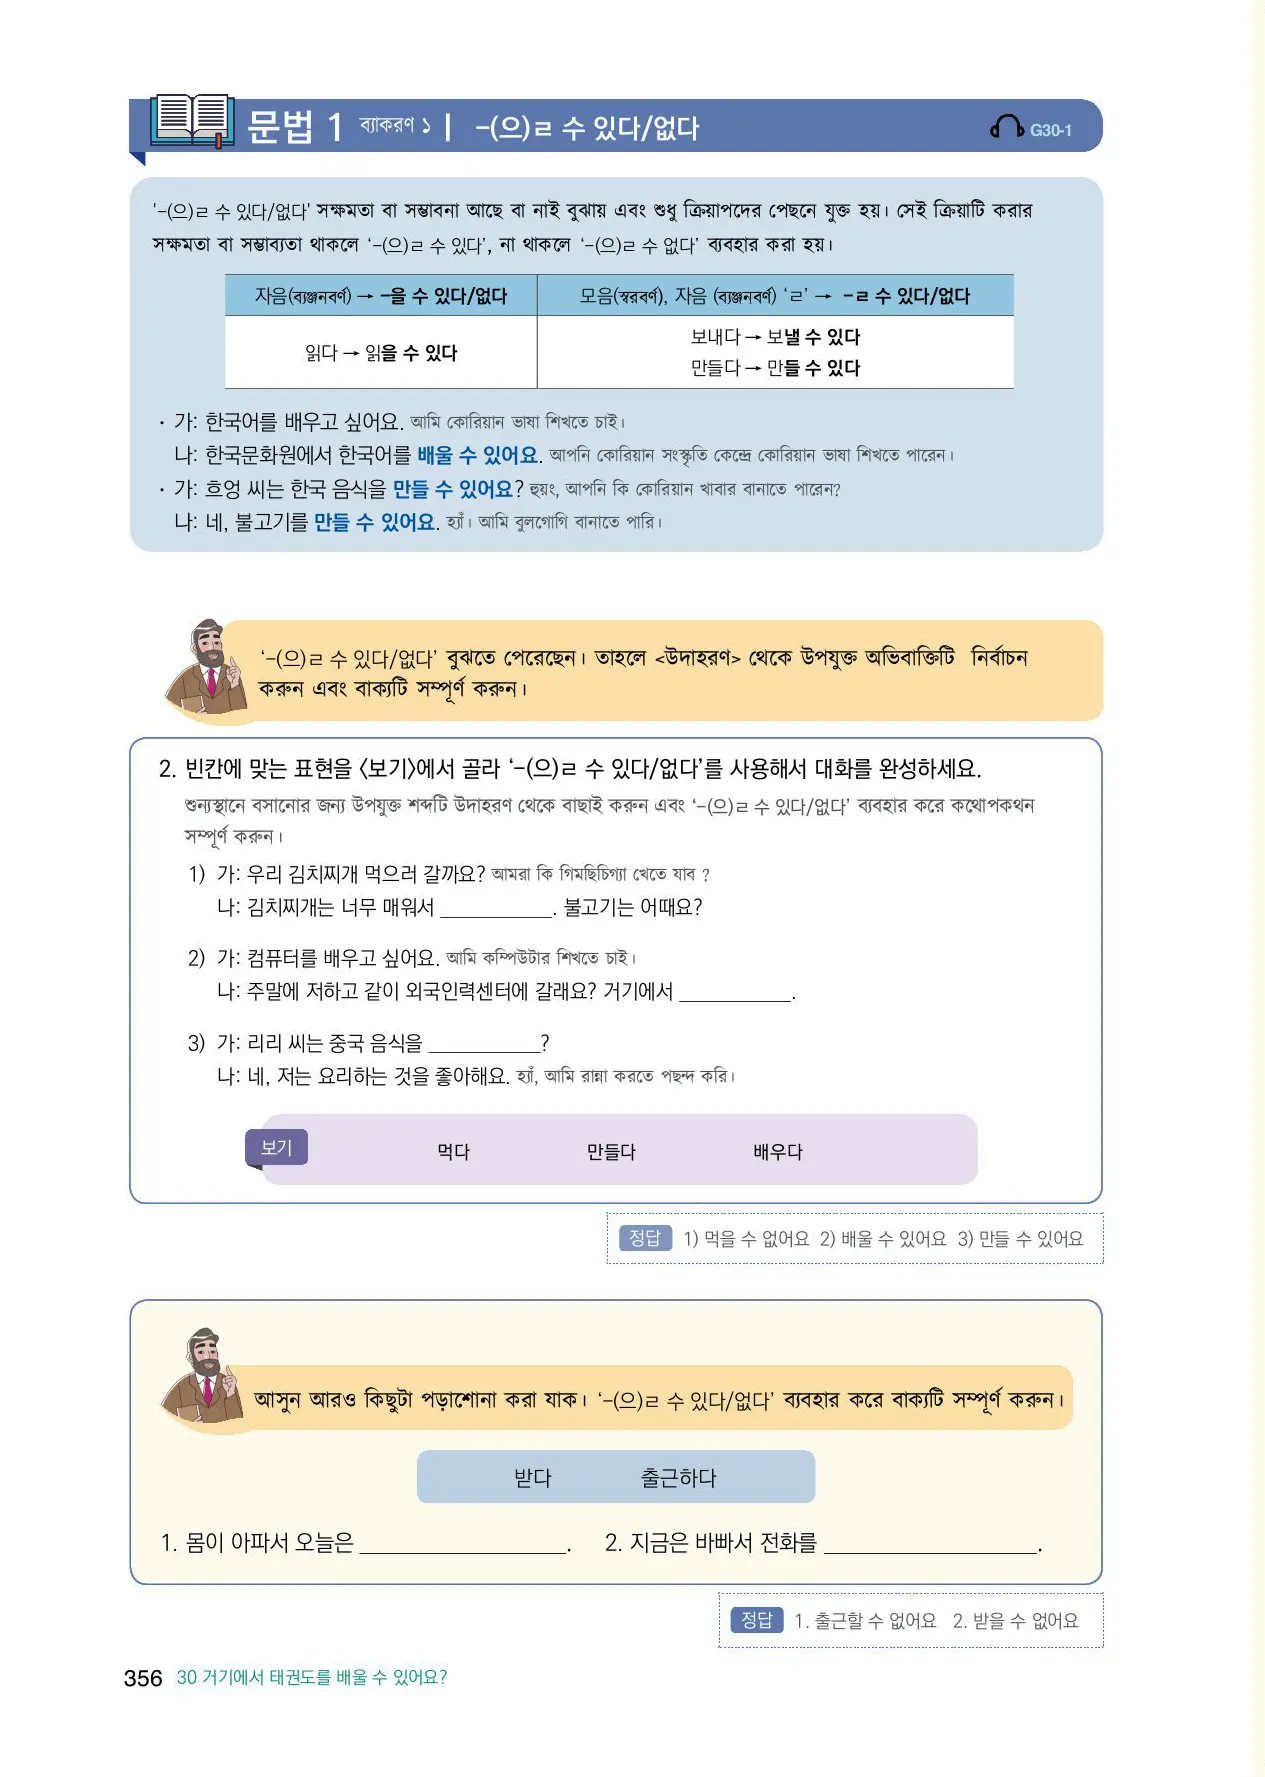 문법 1 ব্যাকরণ ১ | -(으)ㄹ 수 있다/없다
G30-1
'-(으)ㄹ 수 있다/없다' সক্ষমতা বা সম্ভাবনা আছে বা নাই বুঝায় এবং শুধু ক্রিয়াপদের পেছনে যুক্ত হয়। সেই ক্রিয়াটি করার
সক্ষমতা বা সম্ভাব্যতা থাকলে ‘-(으)ㄹ 수 있다’, না থাকলে ‘-(으)ㄹ 수 없다’ ব্যবহার করা হয়।
자음(ব্যঞ্জনবর্ণ) → -을 수 있다/없다
모음(স্বরবর্ণ), 자음 (ব্যঞ্জনবর্ণ) ‘ㄹ’ → -ㄹ 수 있다/없다
읽다 → 읽을 수 있다
보내다 → 보낼 수 있다
만들다 → 만들 수 있다
· 가: 한국어를 배우고 싶어요. আমি কোরিয়ান ভাষা শিখতে চাই।
나: 한국문화원에서 한국어를 배울 수 있어요. আপনি কোরিয়ান সংস্কৃতি কেন্দ্রে কোরিয়ান ভাষা শিখতে পারেন।
· 가: 흐엉 씨는 한국 음식을 만들 수 있어요? হুয়ং, আপনি কি কোরিয়ান খাবার বানাতে পারেন?
나: 네, 불고기를 만들 수 있어요. হ্যাঁ। আমি বুলগোগি বানাতে পারি।
‘-(으)ㄹ 수 있다/없다’ বুঝতে পেরেছেন। তাহলে <উদাহরণ> থেকে উপযুক্ত অভিবাক্তিটি নির্বাচন
করুন এবং বাক্যটি সম্পূর্ণ করুন।
2. 빈칸에 맞는 표현을 〈보기〉에서 골라 ‘-(으)ㄹ 수 있다/없다’를 사용해서 대화를 완성하세요.
শুন্যস্থানে বসানোর জন্য উপযুক্ত শব্দটি উদাহরণ থেকে বাছাই করুন এবং ‘-(으)ㄹ 수 있다/없다’ ব্যবহার করে কথোপকথন
সম্পূর্ণ করুন।
1) 가: 우리 김치찌개 먹으러 갈까요? আমরা কি গিমছিচিগ্যা খেতে যাব ?
나: 김치찌개는 너무 매워서 ___________. 불고기는 어때요?
2) 가: 컴퓨터를 배우고 싶어요. আমি কম্পিউটার শিখতে চাই।
나: 주말에 저하고 같이 외국인력센터에 갈래요? 거기에서 ___________.
3) 가: 리리 씨는 중국 음식을 ___________?
나: 네, 저는 요리하는 것을 좋아해요. হ্যাঁ, আমি রান্না করতে পছন্দ করি।
보기 먹다 만들다 배우다
정답 1) 먹을 수 없어요 2) 배울 수 있어요 3) 만들 수 있어요
আসুন আরও কিছুটা পড়াশোনা করা যাক। ‘-(으)ㄹ 수 있다/없다’ ব্যবহার করে বাক্যটি সম্পূর্ণ করুন।
받다 출근하다
1. 몸이 아파서 오늘은 ___________________. 2. 지금은 바빠서 전화를 ___________________.
정답 1. 출근할 수 없어요 2. 받을 수 없어요
356 30 거기에서 태권도를 배울 수 있어요?